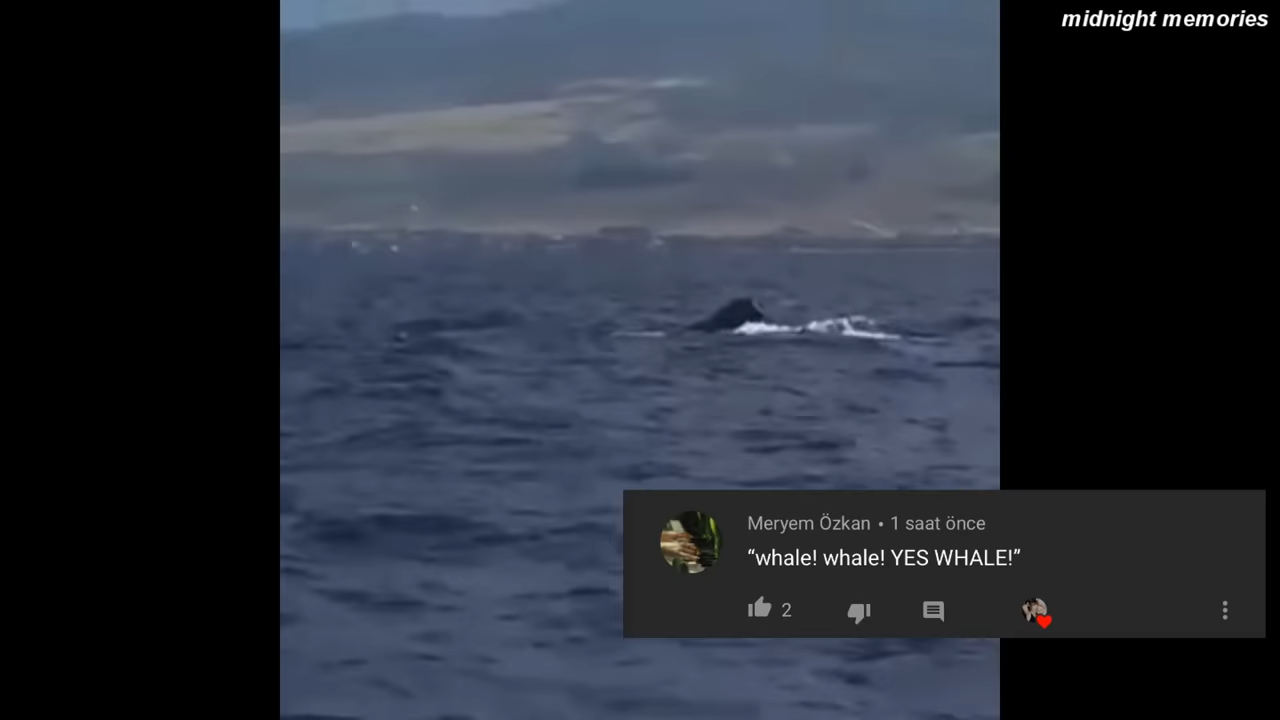 midnight memories
Meryem Özkan • 1 saat önce
“whale! whale! YES WHALE!”
2